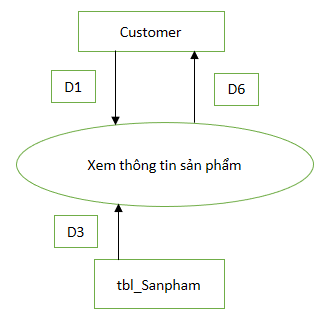 Customer
D1
D6
Xem thông tin sản phẩm
D3
tbl_Sanpham